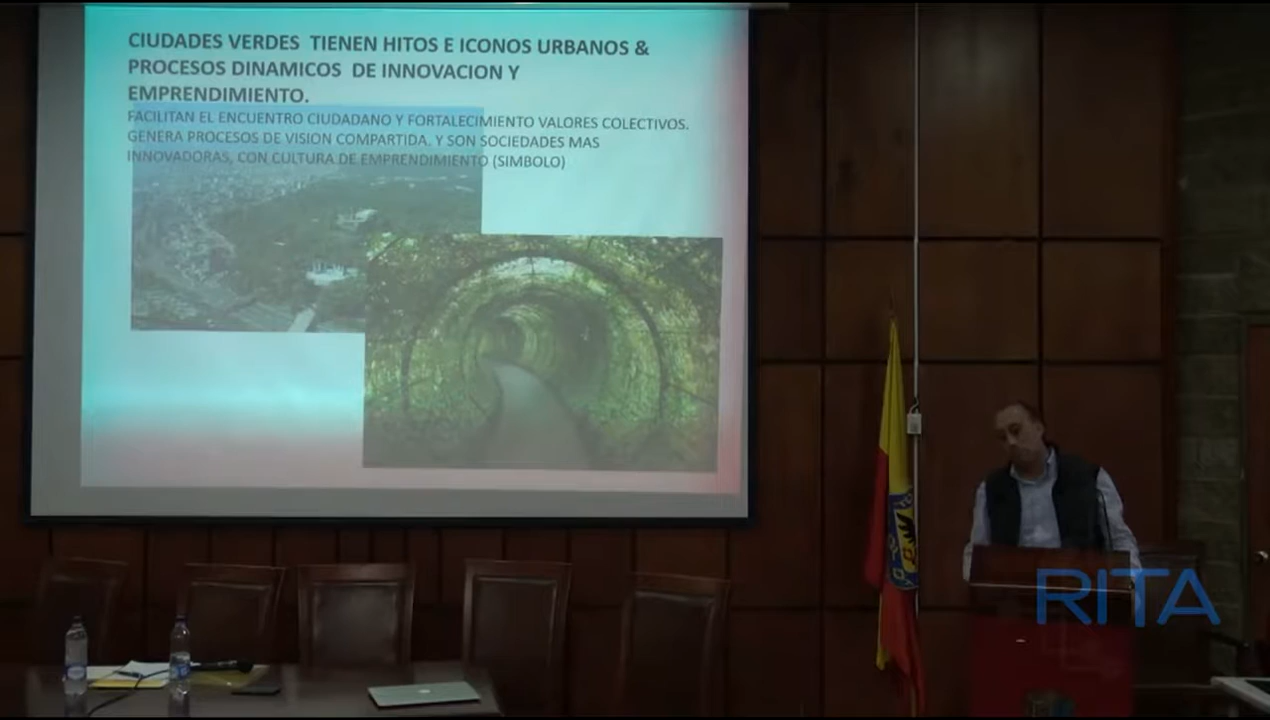 CIUDADES VERDES TIENEN HITOS E ICONOS URBANOS &
PROCESOS DINAMICOS DE INNOVACION Y
EMPRENDIMIENTO.
FACILITAN EL ENCUENTRO CIUDADANO Y FORTALECIMIENTO VALORES COLECTIVOS.
GENERA PROCESOS DE VISION COMPARTIDA. Y SON SOCIEDADES MAS
INNOVADORAS, CON CULTURA DE EMPRENDIMIENTO (SIMBOLO)
RITA